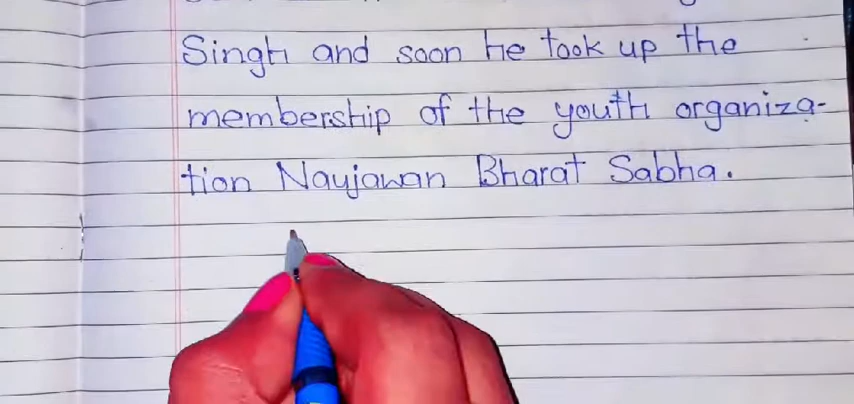 Singh and soon he took up the
membership of the youth organiza-
tion Naujawan Bharat Sabha.